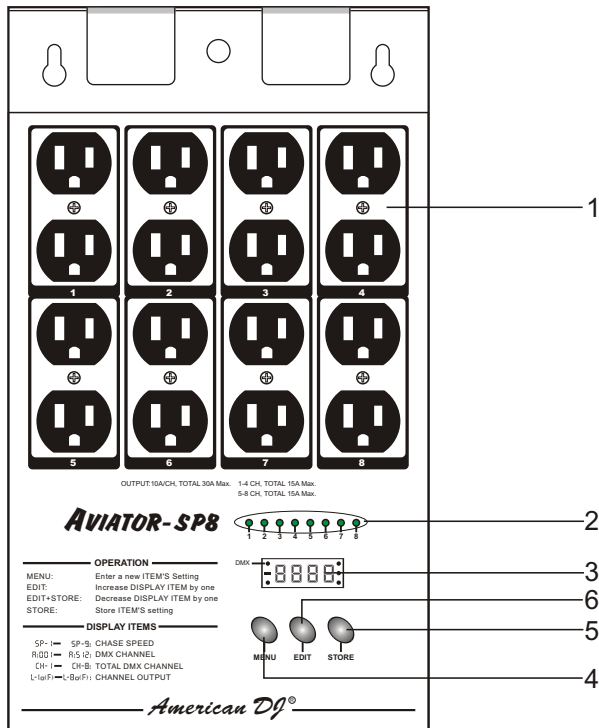 1 2 3 4
5 6 7 8
1
OUTPUT:10A/CH, TOTAL 30A Max. 1-4 CH, TOTAL 15A Max.
5-8 CH, TOTAL 15A Max.
AVIATOR-SP8
1 2 3 4 5 6 7 8
2
OPERATION
MENU: Enter a new ITEM'S Setting
EDIT: Increase DISPLAY ITEM by one
EDIT+STORE: Decrease DISPLAY ITEM by one
STORE: Store ITEM'S setting
DMX
8888
3
6
5
4
MENU EDIT STORE
DISPLAY ITEMS
SP-1— SP-9: CHASE SPEED
A:001— A:512: DMX CHANNEL
CH-1— CH-8: TOTAL DMX CHANNEL
L-1o(F)—L-8o(F): CHANNEL OUTPUT
American DJ®